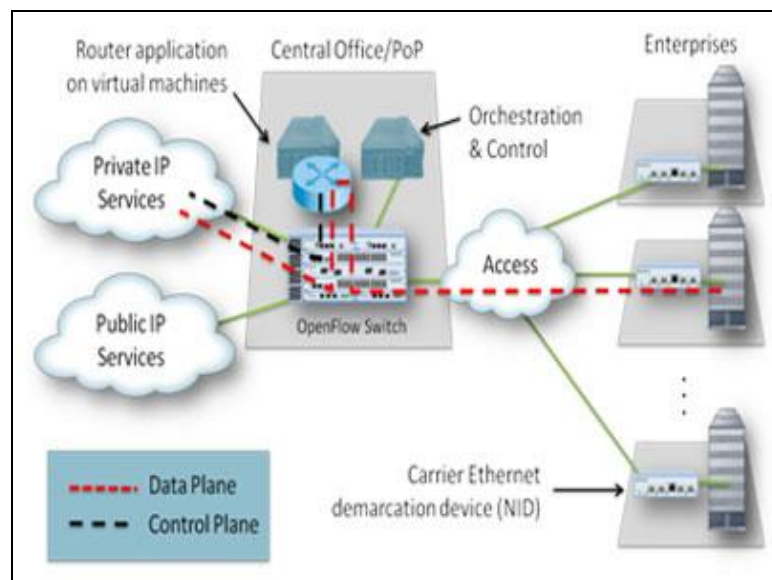 Router application
on virtual machines
Central Office/PoP
Enterprises
Orchestration
& Control
Private IP
Services
Access
Public IP
Services
OpenFlow Switch
Data Plane
Control Plane
Carrier Ethernet
demarcation device (NID)